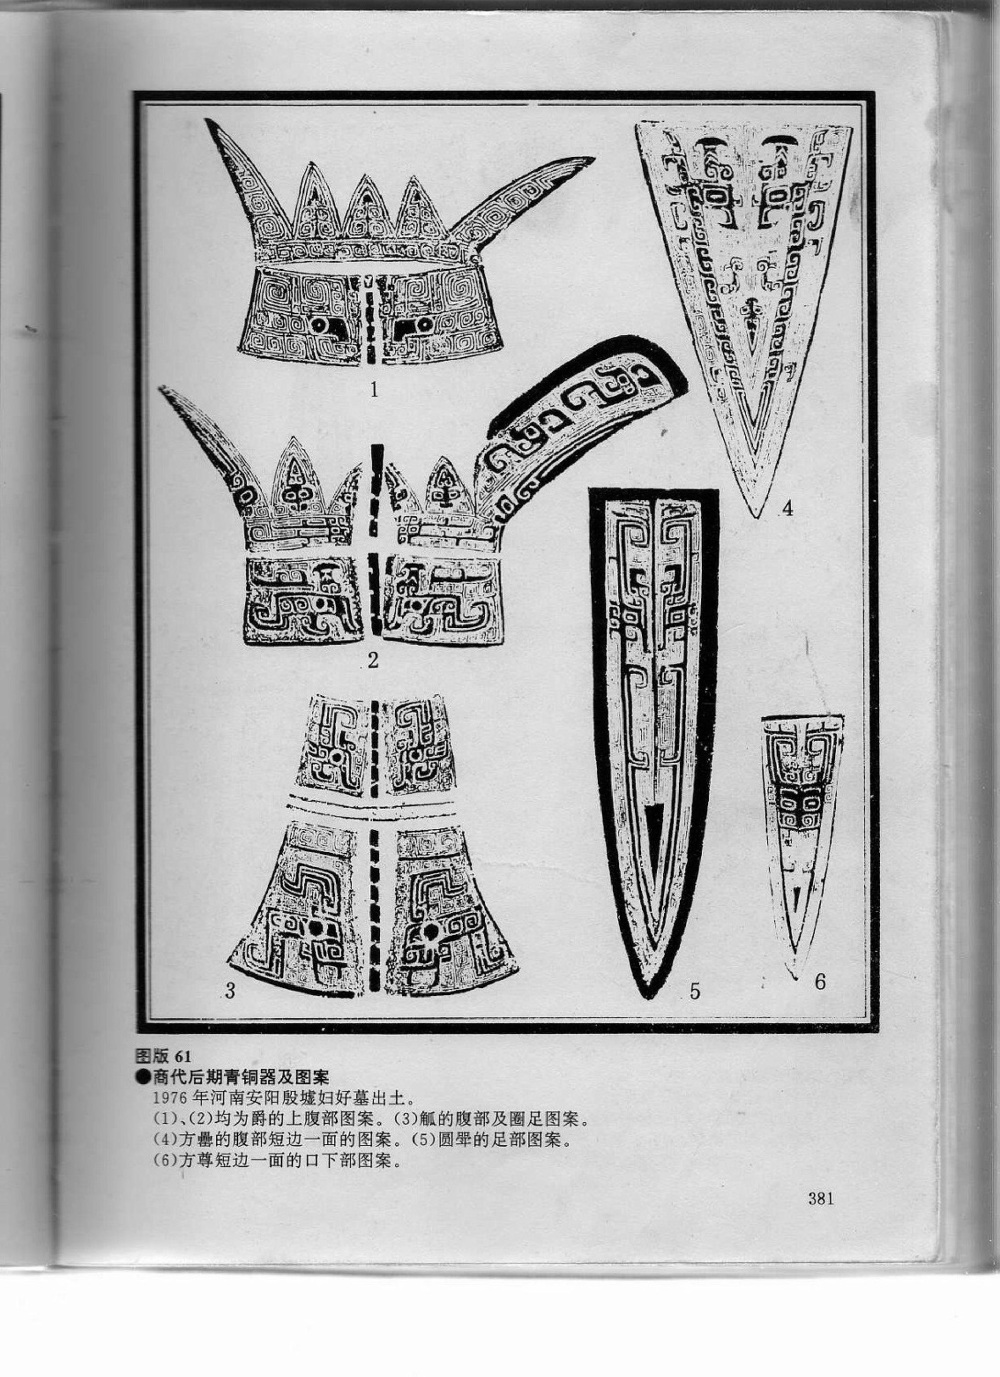 1
2
3
4
5
6
图版 61
●商代后期青铜器及图案
1976 年河南安阳殷墟妇好墓出土。
(1)、(2)均为爵的上腹部图案。(3)觚的腹部及圈足图案。
(4)方罍的腹部短边一面的图案。(5)圆斝的足部图案。
(6)方尊短边一面的口下部图案。
381